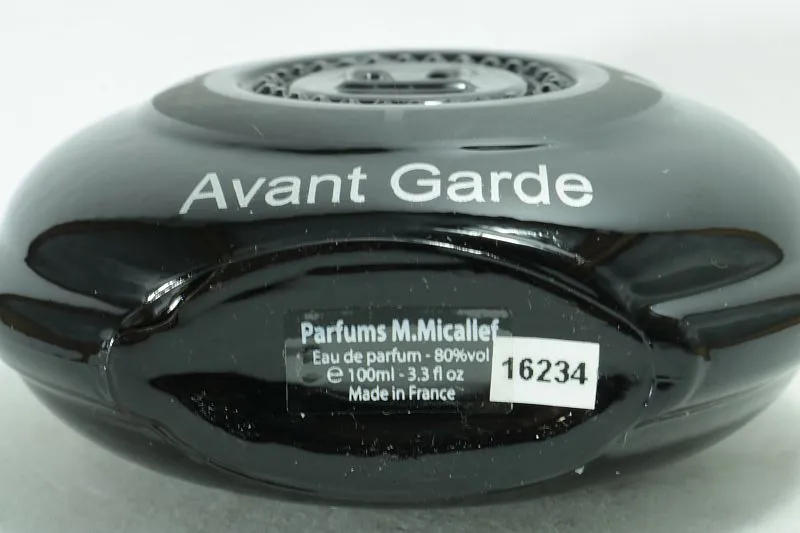 Avant Garde
Parfums M.Micallef
Eau de parfum - 80%vol
℮ 100ml - 3.3 fl oz
Made in France
16234